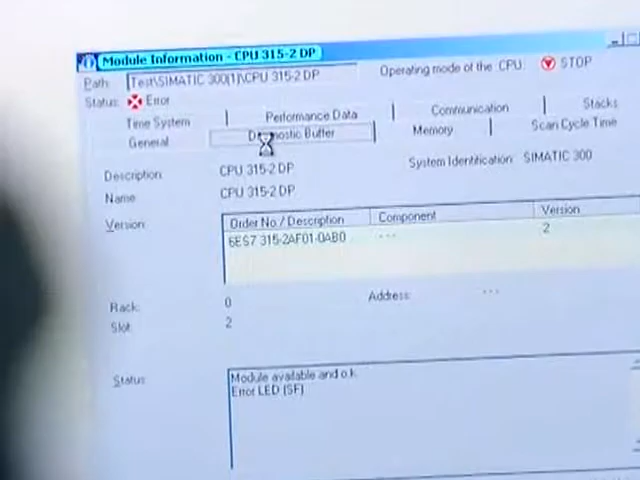 Module Information - CPU 315-2 DP
Path: Test\SIMATIC 300(1)\CPU 315-2 DP Operating mode of the CPU: STOP
Status: Error
Time System Performance Data Communication Stacks
General Diagnostic Buffer Memory Scan Cycle Time
Description: CPU 315-2 DP System Identification: SIMATIC 300
Name: CPU 315-2 DP
Version: Order No./ Description Component Version
6ES7 315-2AF01-0AB0 - - - 2
Rack: 0 Address: - - -
Slot: 2
Status: Module available and o.k.
Error LED (SF)